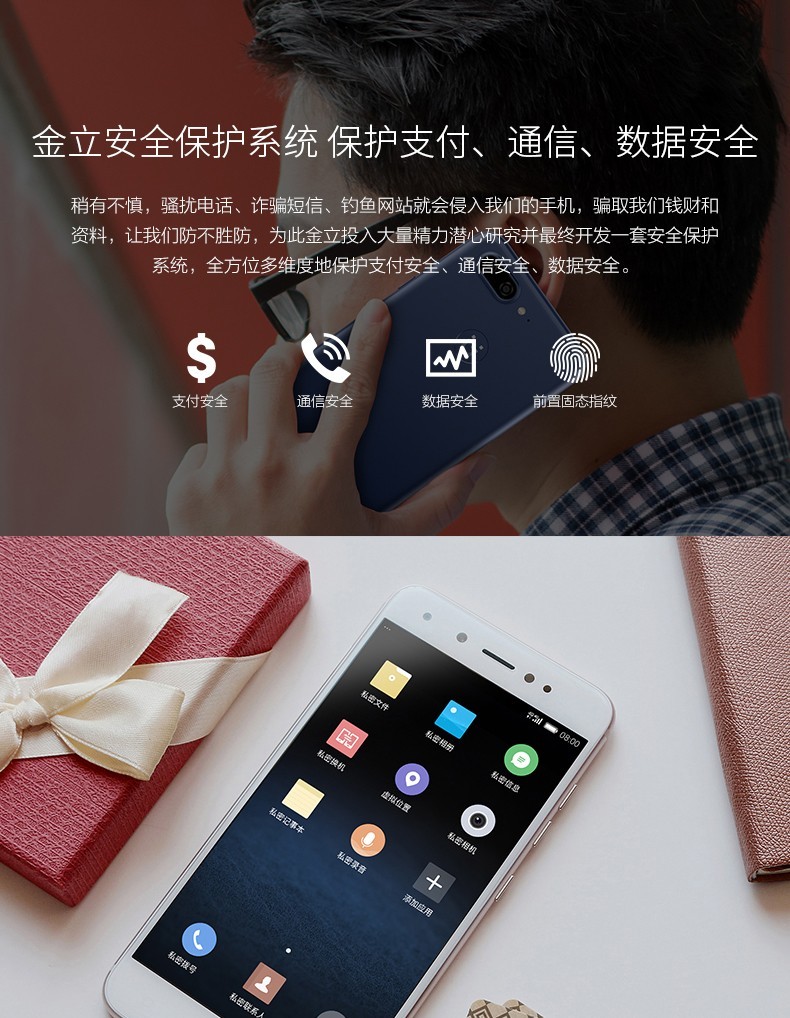 金立安全保护系统 保护支付、通信、数据安全
稍有不慎，骚扰电话、诈骗短信、钓鱼网站就会侵入我们的手机，骗取我们钱财和
资料，让我们防不胜防，为此金立投入大量精力潜心研究并最终开发一套安全保护
系统，全方位多维度地保护支付安全、通信安全、数据安全。
支付安全
通信安全
数据安全
前置固态指纹
08:00
私密文件
私密相册
私密信息
私密换机
虚拟位置
私密相机
私密记事本
私密录音
添加应用
私密拨号
私密联系人